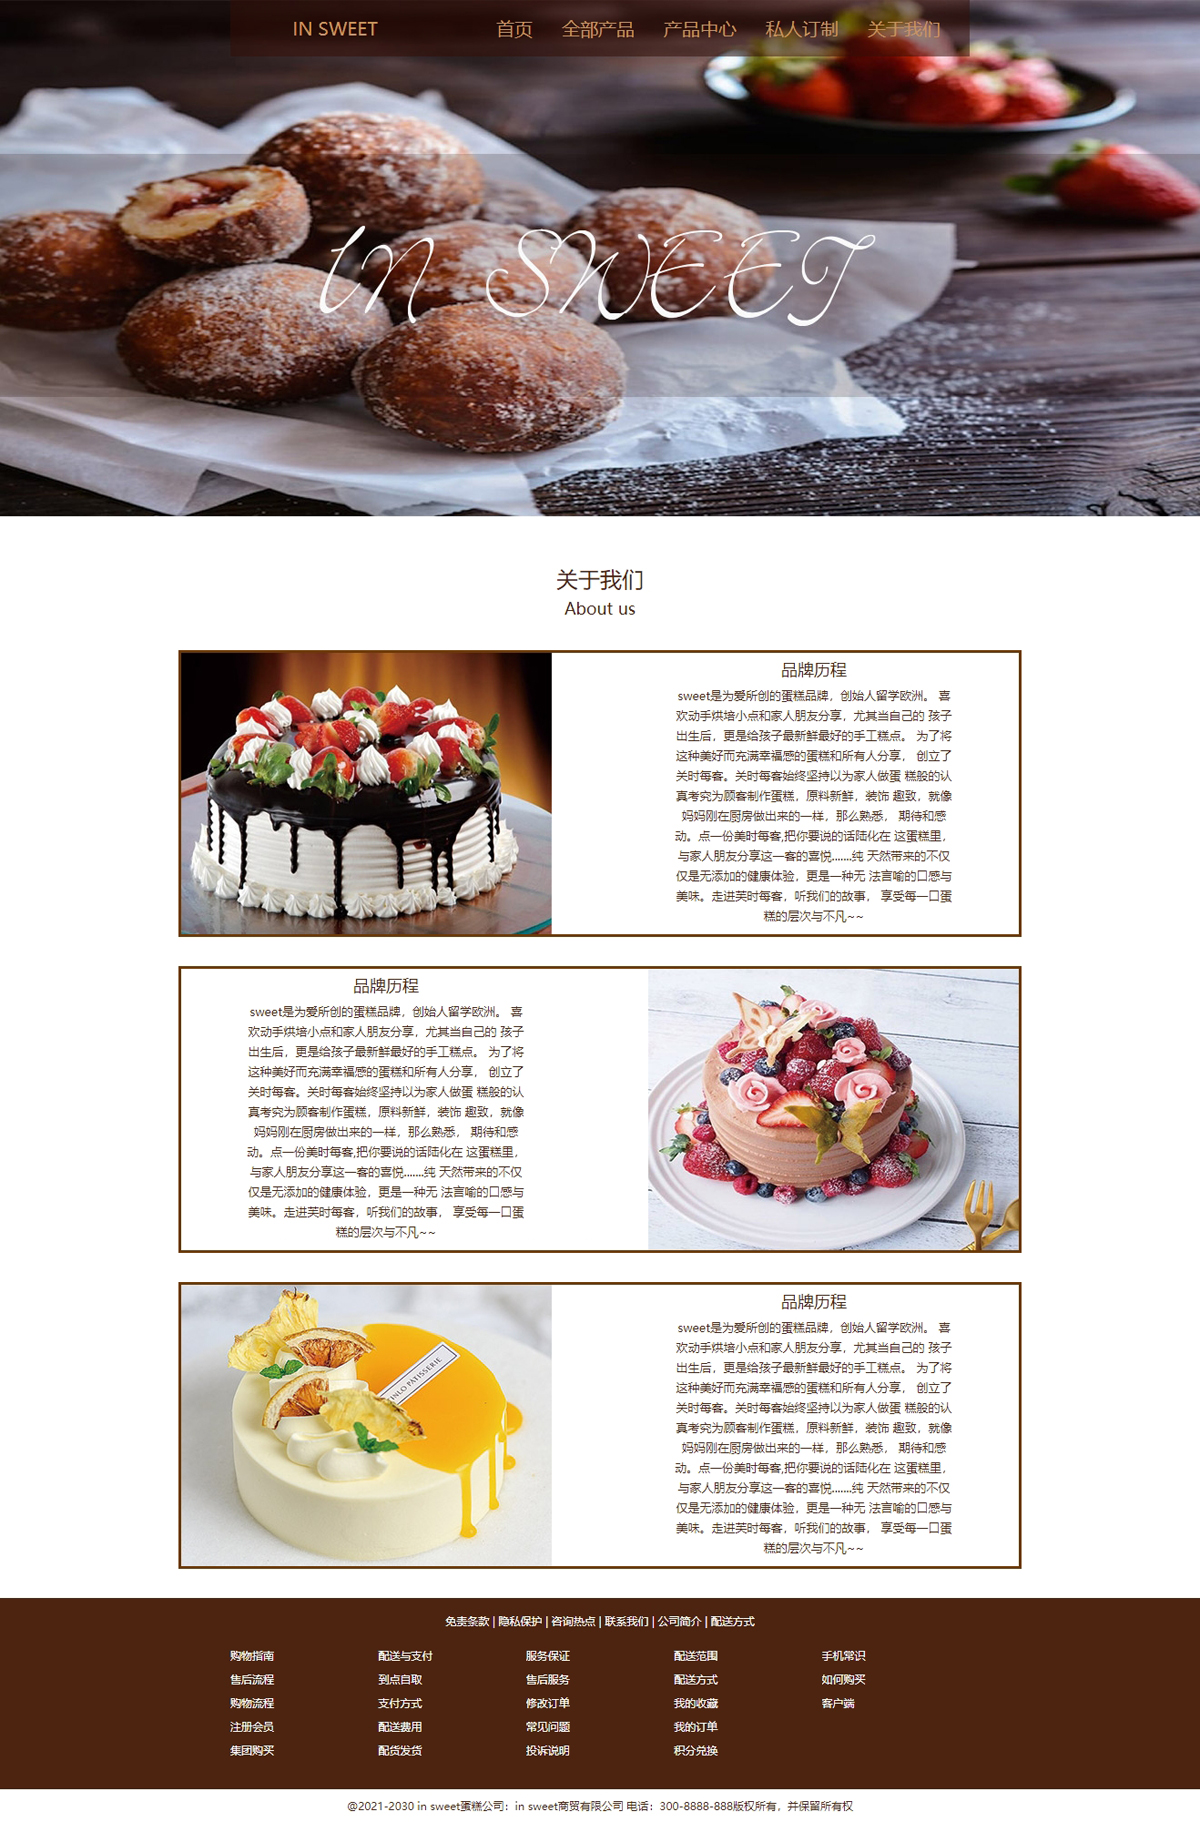 IN SWEET 首页 全部产品 产品中心 私人订制 关于我们
IN SWEET
关于我们
About us
品牌历程
sweet是为爱所创的蛋糕品牌，创始人留学欧洲。 喜
欢动手烘培小点和家人朋友分享，尤其当自己的 孩子
出生后，更是给孩子最新鲜最好的手工糕点。 为了将
这种美好而充满幸福感的蛋糕和所有人分享， 创立了
关时每客。关时每客始终坚持以为家人做蛋 糕般的认
真考究为顾客制作蛋糕，原料新鲜，装饰 趣致，就像
妈妈刚在厨房做出来的一样，那么熟悉， 期待和感
动。点一份美时每客,把你要说的话陆化在 这蛋糕里，
与家人朋友分享这一客的喜悦.......纯 天然带来的不仅
仅是无添加的健康体验，更是一种无 法言喻的口感与
美味。走进芙时每客，听我们的故事， 享受每一口蛋
糕的层次与不凡~~
品牌历程
sweet是为爱所创的蛋糕品牌，创始人留学欧洲。 喜
欢动手烘培小点和家人朋友分享，尤其当自己的 孩子
出生后，更是给孩子最新鲜最好的手工糕点。 为了将
这种美好而充满幸福感的蛋糕和所有人分享， 创立了
关时每客。关时每客始终坚持以为家人做蛋 糕般的认
真考究为顾客制作蛋糕，原料新鲜，装饰 趣致，就像
妈妈刚在厨房做出来的一样，那么熟悉， 期待和感
动。点一份美时每客,把你要说的话陆化在 这蛋糕里，
与家人朋友分享这一客的喜悦.......纯 天然带来的不仅
仅是无添加的健康体验，更是一种无 法言喻的口感与
美味。走进芙时每客，听我们的故事， 享受每一口蛋
糕的层次与不凡~~
INLO PATISSERIE
品牌历程
sweet是为爱所创的蛋糕品牌，创始人留学欧洲。 喜
欢动手烘培小点和家人朋友分享，尤其当自己的 孩子
出生后，更是给孩子最新鲜最好的手工糕点。 为了将
这种美好而充满幸福感的蛋糕和所有人分享， 创立了
关时每客。关时每客始终坚持以为家人做蛋 糕般的认
真考究为顾客制作蛋糕，原料新鲜，装饰 趣致，就像
妈妈刚在厨房做出来的一样，那么熟悉， 期待和感
动。点一份美时每客,把你要说的话陆化在 这蛋糕里，
与家人朋友分享这一客的喜悦.......纯 天然带来的不仅
仅是无添加的健康体验，更是一种无 法言喻的口感与
美味。走进芙时每客，听我们的故事， 享受每一口蛋
糕的层次与不凡~~
免责条款 | 隐私保护 | 咨询热点 | 联系我们 | 公司简介 | 配送方式
购物指南 配送与支付 服务保证 配送范围 手机常识
售后流程 到点自取 售后服务 配送方式 如何购买
购物流程 支付方式 修改订单 我的收藏 客户端
注册会员 配送费用 常见问题 我的订单
集团购买 配货发货 投诉说明 积分兑换
@2021-2030 in sweet蛋糕公司：in sweet商贸有限公司 电话：300-8888-888版权所有，并保留所有权